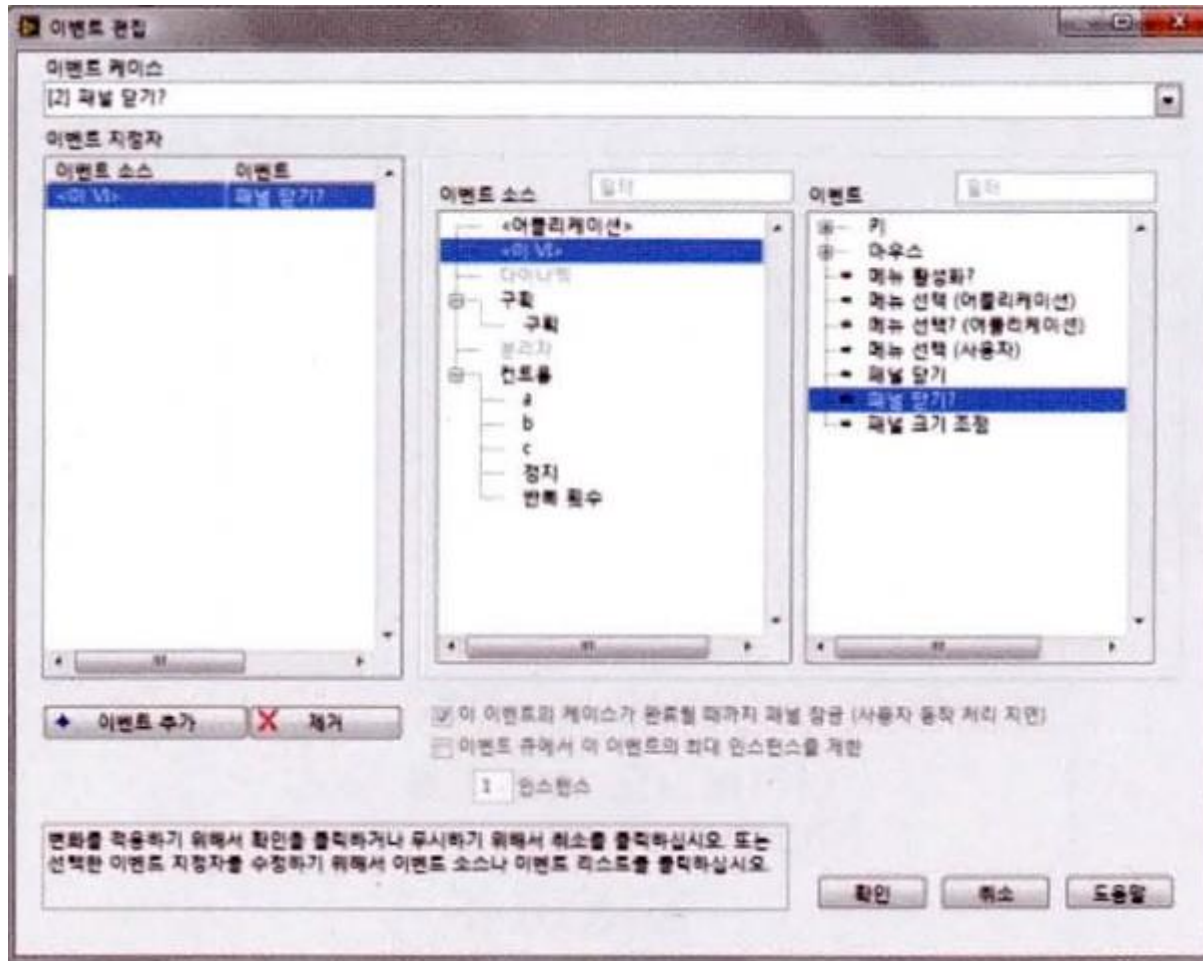 이벤트 편집
이벤트 케이스
[2] 패널 닫기?
이벤트 지정자
이벤트 소스 이벤트
<이 VI> 패널 닫기?
이벤트 소스 필터
<어플리케이션>
<이 VI>
다이나믹
구획
구획
분리자
컨트롤
a
b
c
정지
반복 횟수
이벤트 필터
키
마우스
메뉴 활성화?
메뉴 선택 (어플리케이션)
메뉴 선택? (어플리케이션)
메뉴 선택 (사용자)
패널 닫기
패널 닫기?
패널 크기 조정
이벤트 추가
제거
이 이벤트의 케이스가 완료될 때까지 패널 잠금 (사용자 동작 처리 지연)
이벤트 큐에서 이 이벤트의 최대 인스턴스를 제한
1 인스턴스
변화를 적용하기 위해서 확인을 클릭하거나 무시하기 위해서 취소를 클릭하십시오. 또는
선택한 이벤트 지정자를 수정하기 위해서 이벤트 소스나 이벤트 리스트를 클릭하십시오.
확인
취소
도움말